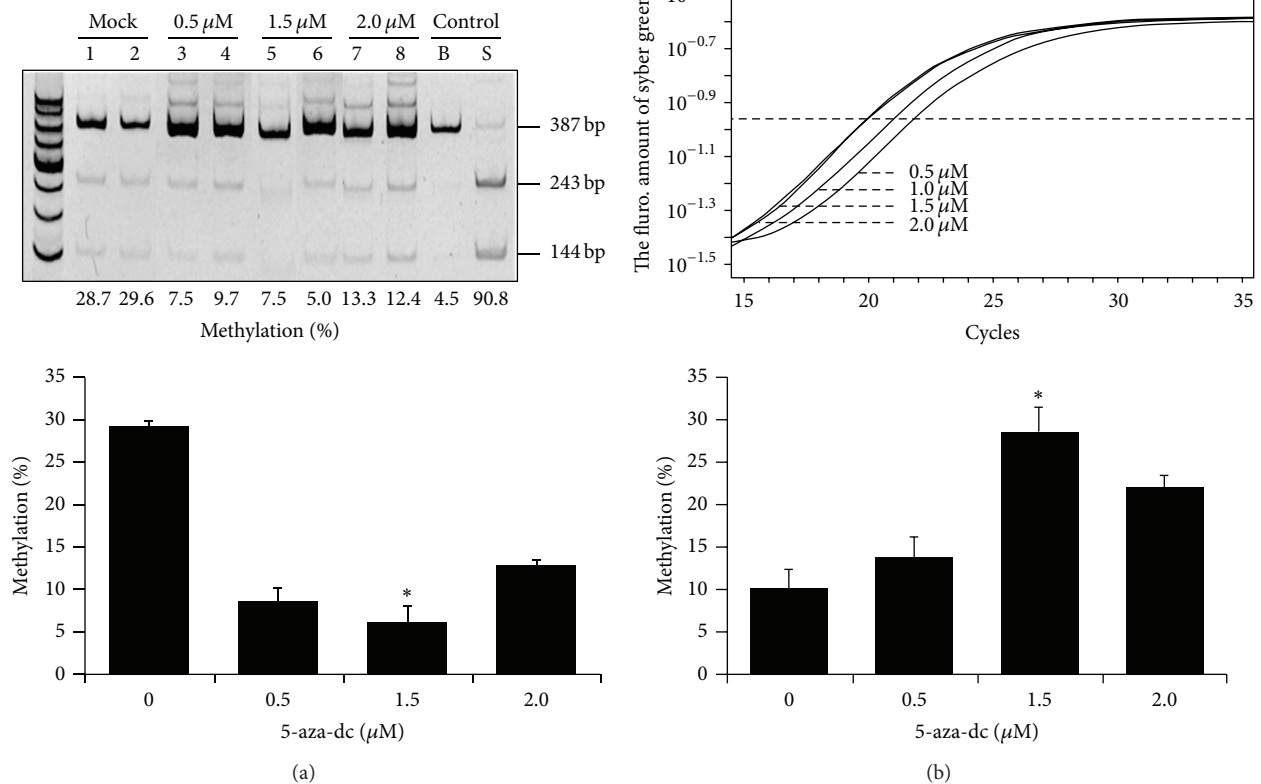 Mock 0.5 μM 1.5 μM 2.0 μM Control
1 2 3 4 5 6 7 8 B S
387 bp
243 bp
144 bp
28.7 29.6 7.5 9.7 7.5 5.0 13.3 12.4 4.5 90.8
Methylation (%)
The fluro. amount of syber green
10^−0.7
10^−0.9
10^−1.1
10^−1.3
10^−1.5
0.5 μM
1.0 μM
1.5 μM
2.0 μM
15 20 25 30 35
Cycles
Methylation (%)
35
30
25
20
15
10
5
0
*
0 0.5 1.5 2.0
5-aza-dc (μM)
(a)
Methylation (%)
35
30
25
20
15
10
5
0
*
0 0.5 1.5 2.0
5-aza-dc (μM)
(b)